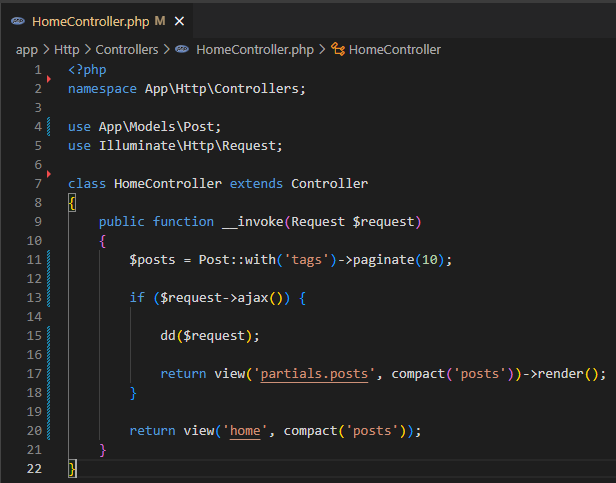 HomeController.php M
app > Http > Controllers > HomeController.php > HomeController
1 <?php
2 namespace App\Http\Controllers;
3
4 use App\Models\Post;
5 use Illuminate\Http\Request;
6
7 class HomeController extends Controller
8 {
9     public function __invoke(Request $request)
10     {
11         $posts = Post::with('tags')->paginate(10);
12
13         if ($request->ajax()) {
14
15             dd($request);
16
17             return view('partials.posts', compact('posts'))->render();
18         }
19
20         return view('home', compact('posts'));
21     }
22 }